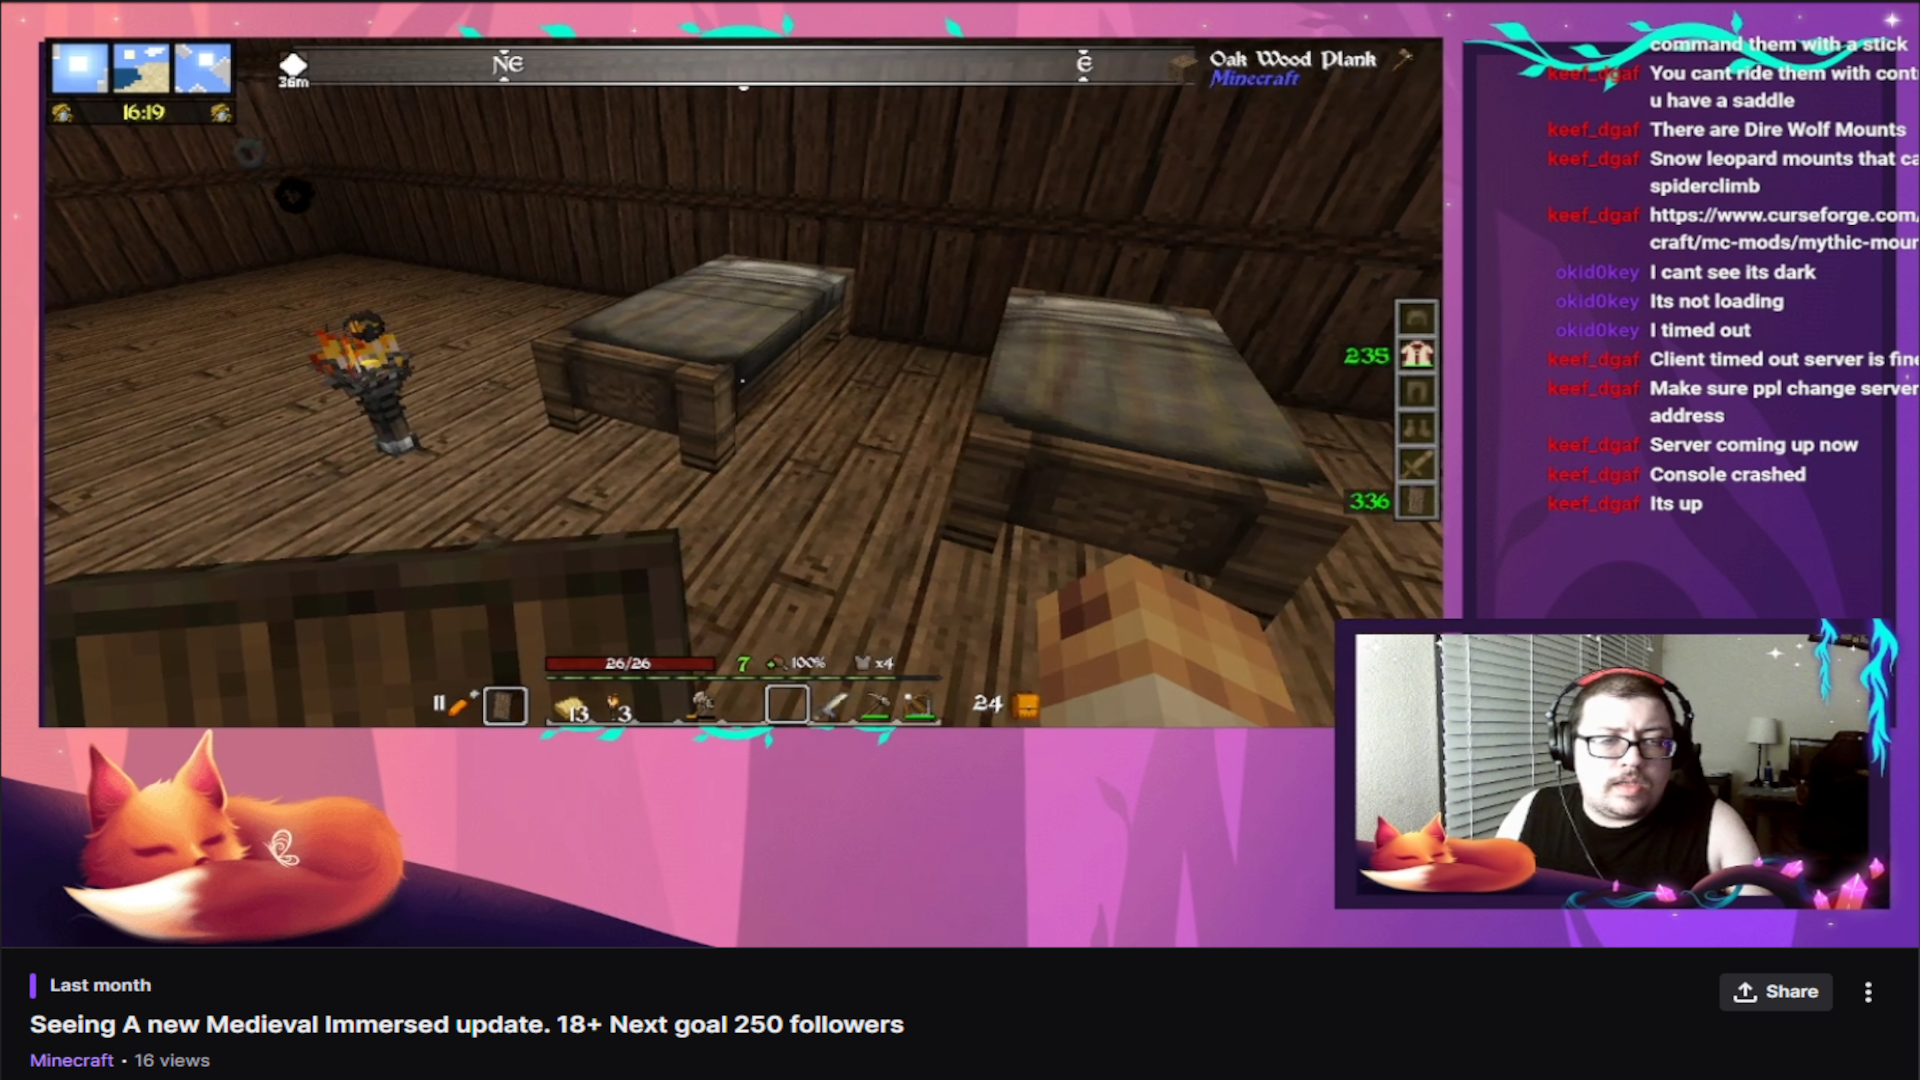 16:19
36m
NE
E
Oak Wood Plank
Minecraft
command them with a stick
keef_dgaf You cant ride them with cont
u have a saddle
keef_dgaf There are Dire Wolf Mounts
keef_dgaf Snow leopard mounts that ca
spiderclimb
keef_dgaf https://www.curseforge.com/
craft/mc-mods/mythic-mour
okid0key I cant see its dark
okid0key Its not loading
okid0key I timed out
keef_dgaf Client timed out server is fine
keef_dgaf Make sure ppl change server
address
keef_dgaf Server coming up now
keef_dgaf Console crashed
keef_dgaf Its up
235
336
26/26
7
100%
x4
11
13
3
24
Last month
Share
Seeing A new Medieval Immersed update. 18+ Next goal 250 followers
Minecraft • 16 views